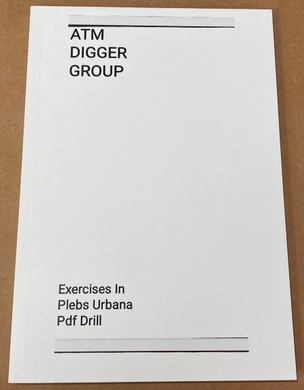 ATM
DIGGER
GROUP
Exercises In
Plebs Urbana
Pdf Drill